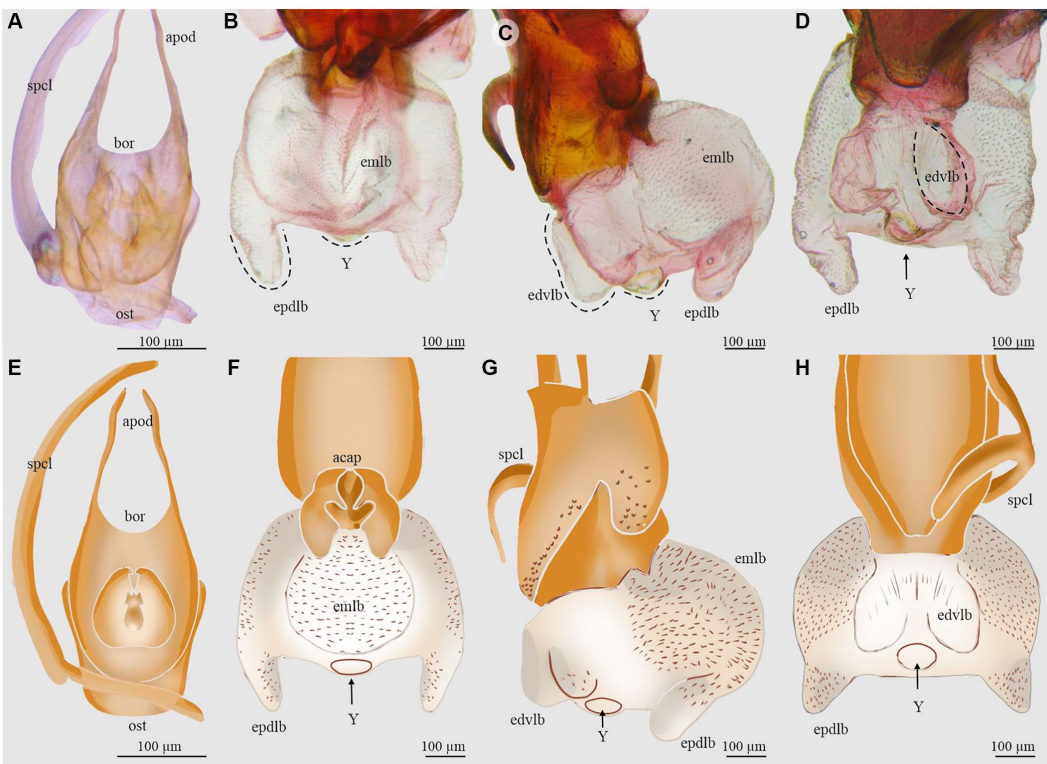 A
apod
spcl
bor
ost
100 µm
B
emlb
Y
epdlb
100 µm
C
emlb
edvlb
Y
epdlb
100 µm
D
edvlb
Y
epdlb
100 µm
E
apod
spcl
bor
ost
100 µm
F
acap
emlb
Y
epdlb
100 µm
G
spcl
emlb
edvlb
Y
epdlb
100 µm
H
spcl
edvlb
Y
epdlb
100 µm